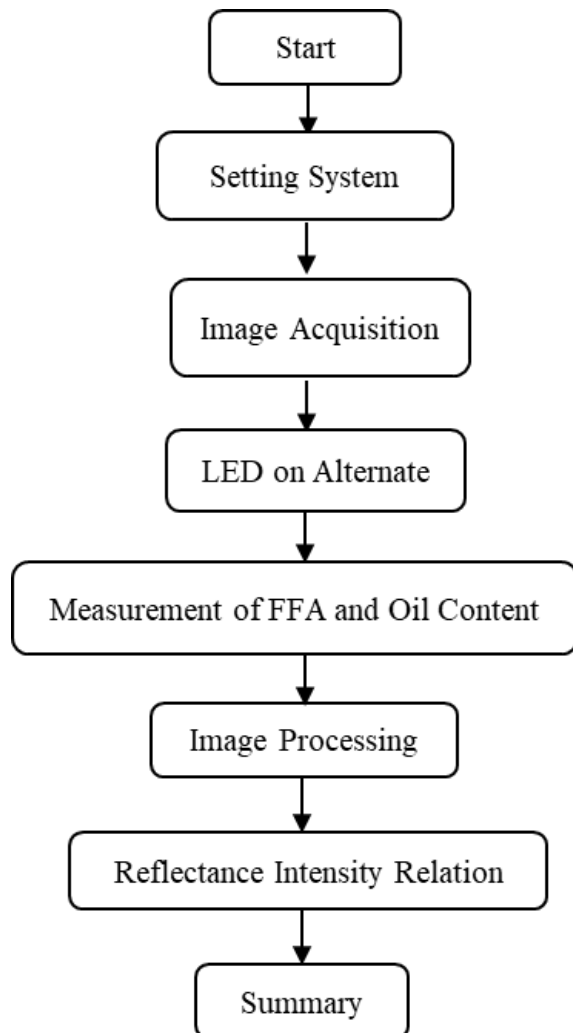 Start
Setting System
Image Acquisition
LED on Alternate
Measurement of FFA and Oil Content
Image Processing
Reflectance Intensity Relation
Summary